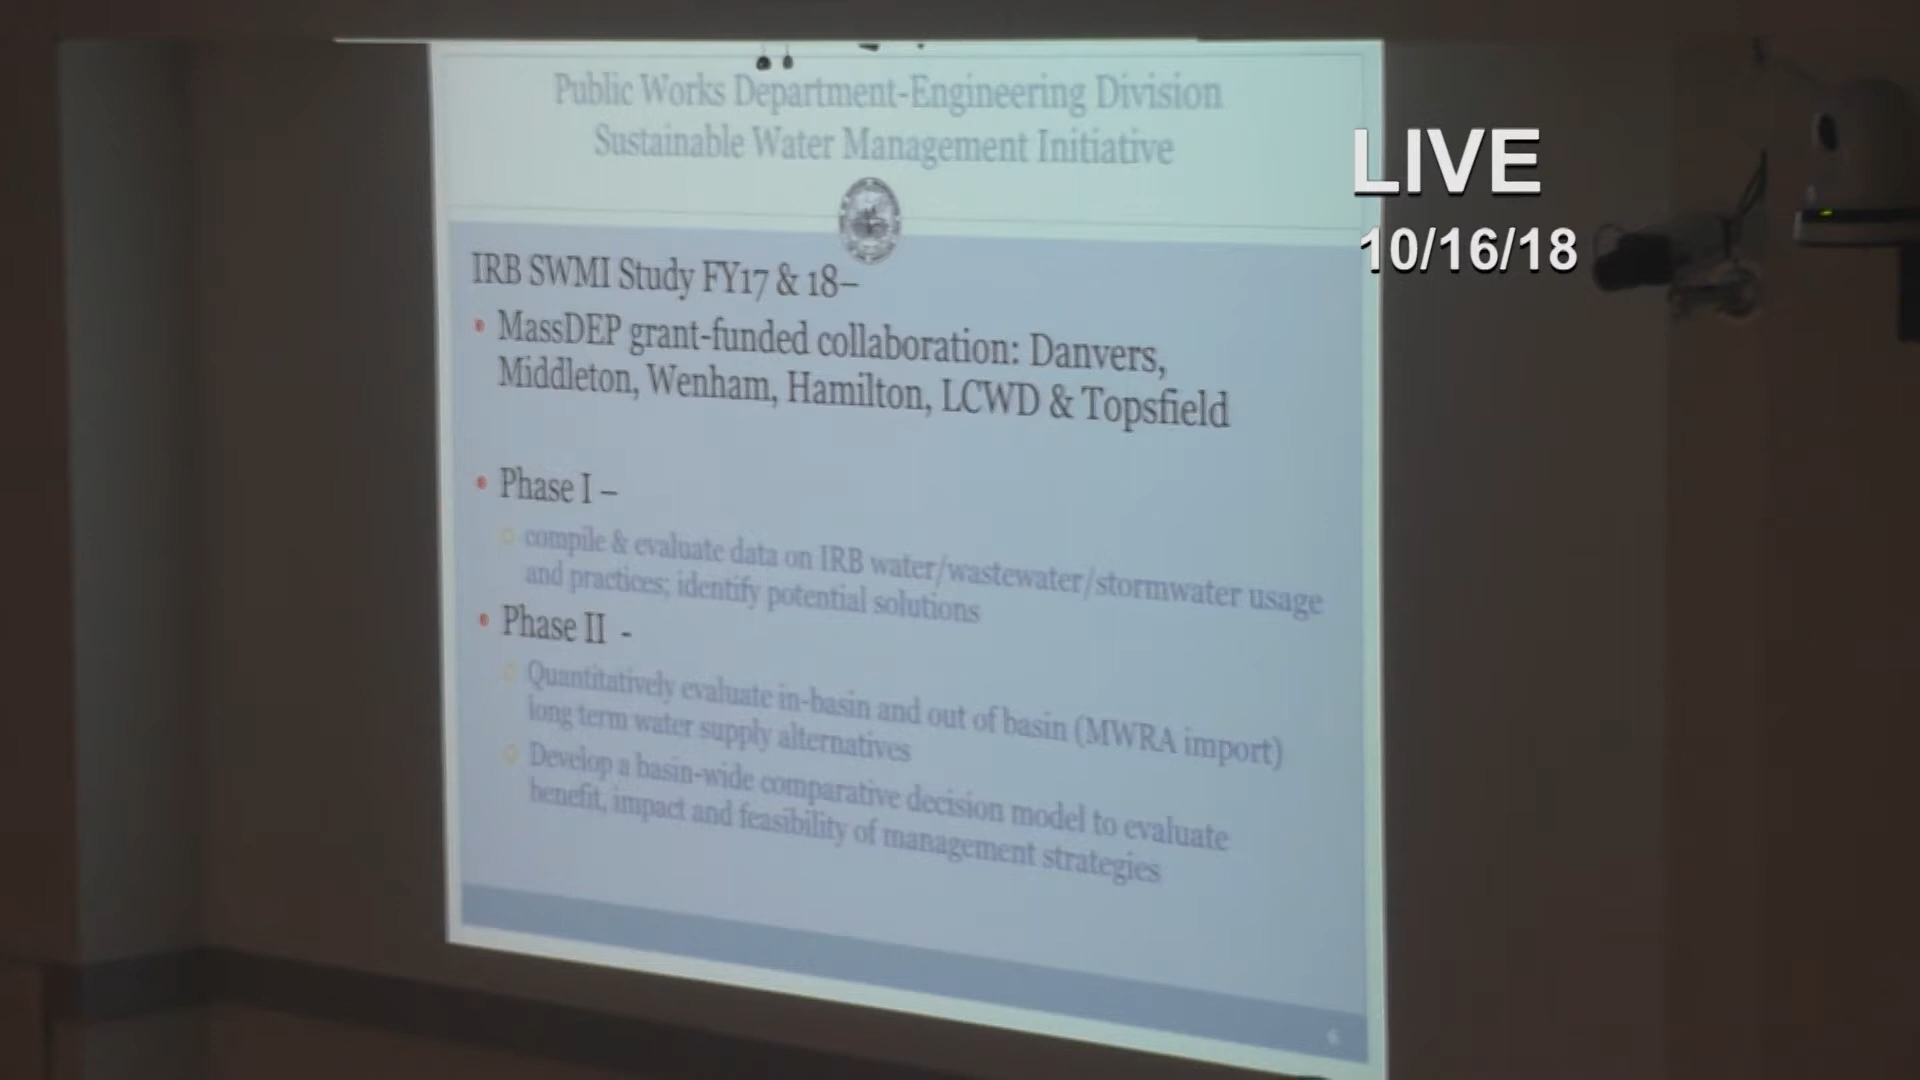 Public Works Department-Engineering Division
Sustainable Water Management Initiative
LIVE
10/16/18
IRB SWMI Study FY17 & 18–
• MassDEP grant-funded collaboration: Danvers,
Middleton, Wenham, Hamilton, LCWD & Topsfield
• Phase I –
compile & evaluate data on IRB water/wastewater/stormwater usage
and practices; identify potential solutions
• Phase II -
Quantitatively evaluate in-basin and out of basin (MWRA import)
long term water supply alternatives
Develop a basin-wide comparative decision model to evaluate
benefit, impact and feasibility of management strategies